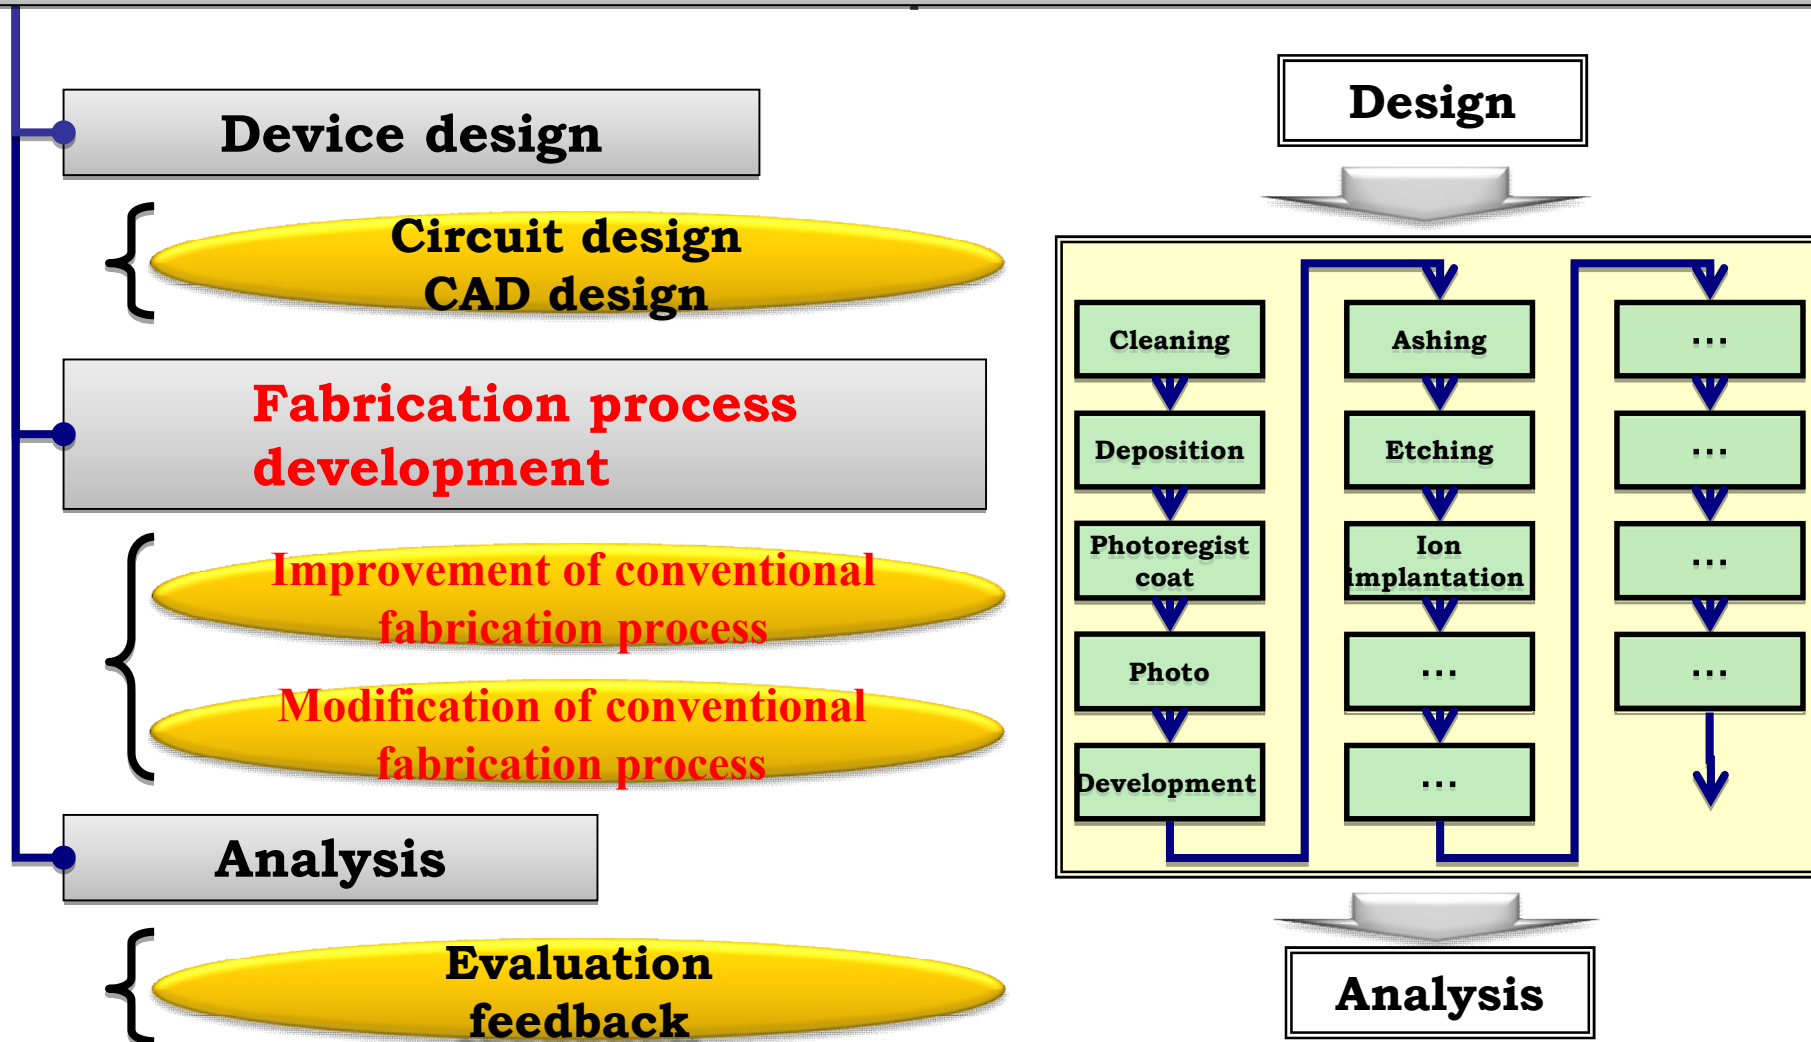 Device design
Circuit design
CAD design
Fabrication process
development
Improvement of conventional
fabrication process
Modification of conventional
fabrication process
Analysis
Evaluation
feedback
Design
Cleaning
Deposition
Photoregist
coat
Photo
Development
Ashing
Etching
Ion
implantation
...
...
...
...
...
...
Analysis